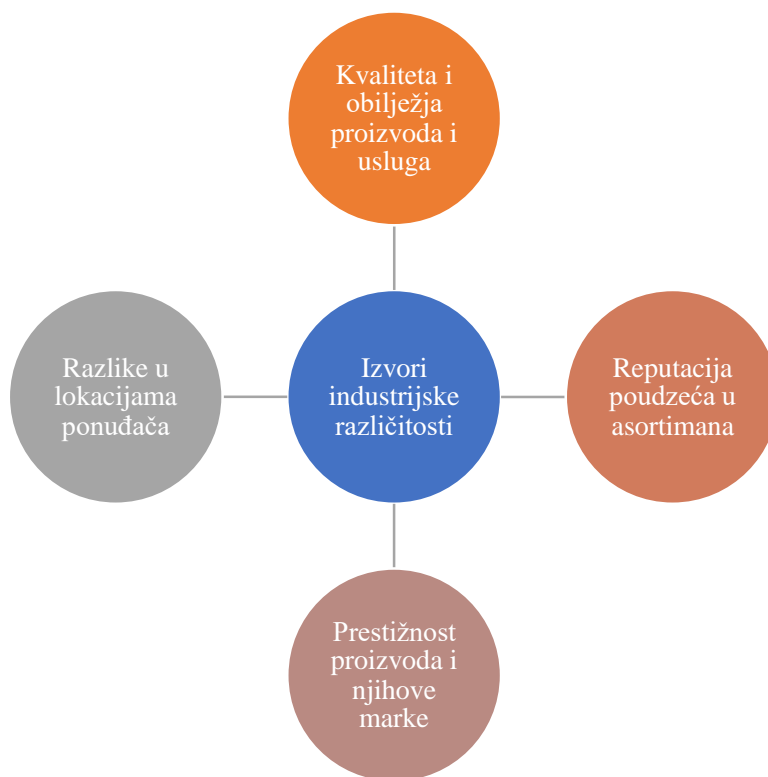 Kvaliteta i
obilježja
proizvoda i
usluga
Razlike u
lokacijama
ponuđača
Izvori
industrijske
različitosti
Reputacija
poudzeća u
asortimana
Prestižnost
proizvoda i
njihove
marke